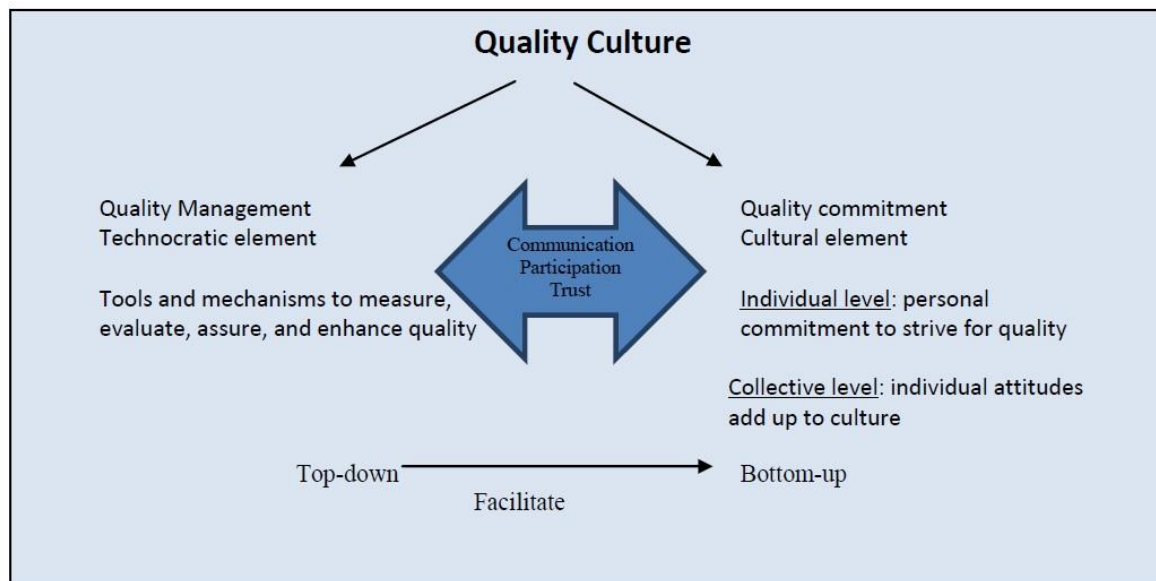 Quality Culture
Quality Management
Technocratic element
Tools and mechanisms to measure,
evaluate, assure, and enhance quality
Communication
Participation
Trust
Quality commitment
Cultural element
Individual level: personal
commitment to strive for quality
Collective level: individual attitudes
add up to culture
Top-down
Facilitate
Bottom-up